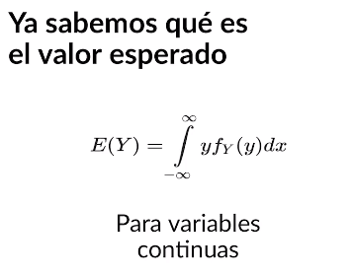 Ya sabemos qué es
el valor esperado
E(Y) = ∫_{-∞}^{∞} y f_Y(y)dx
Para variables
continuas